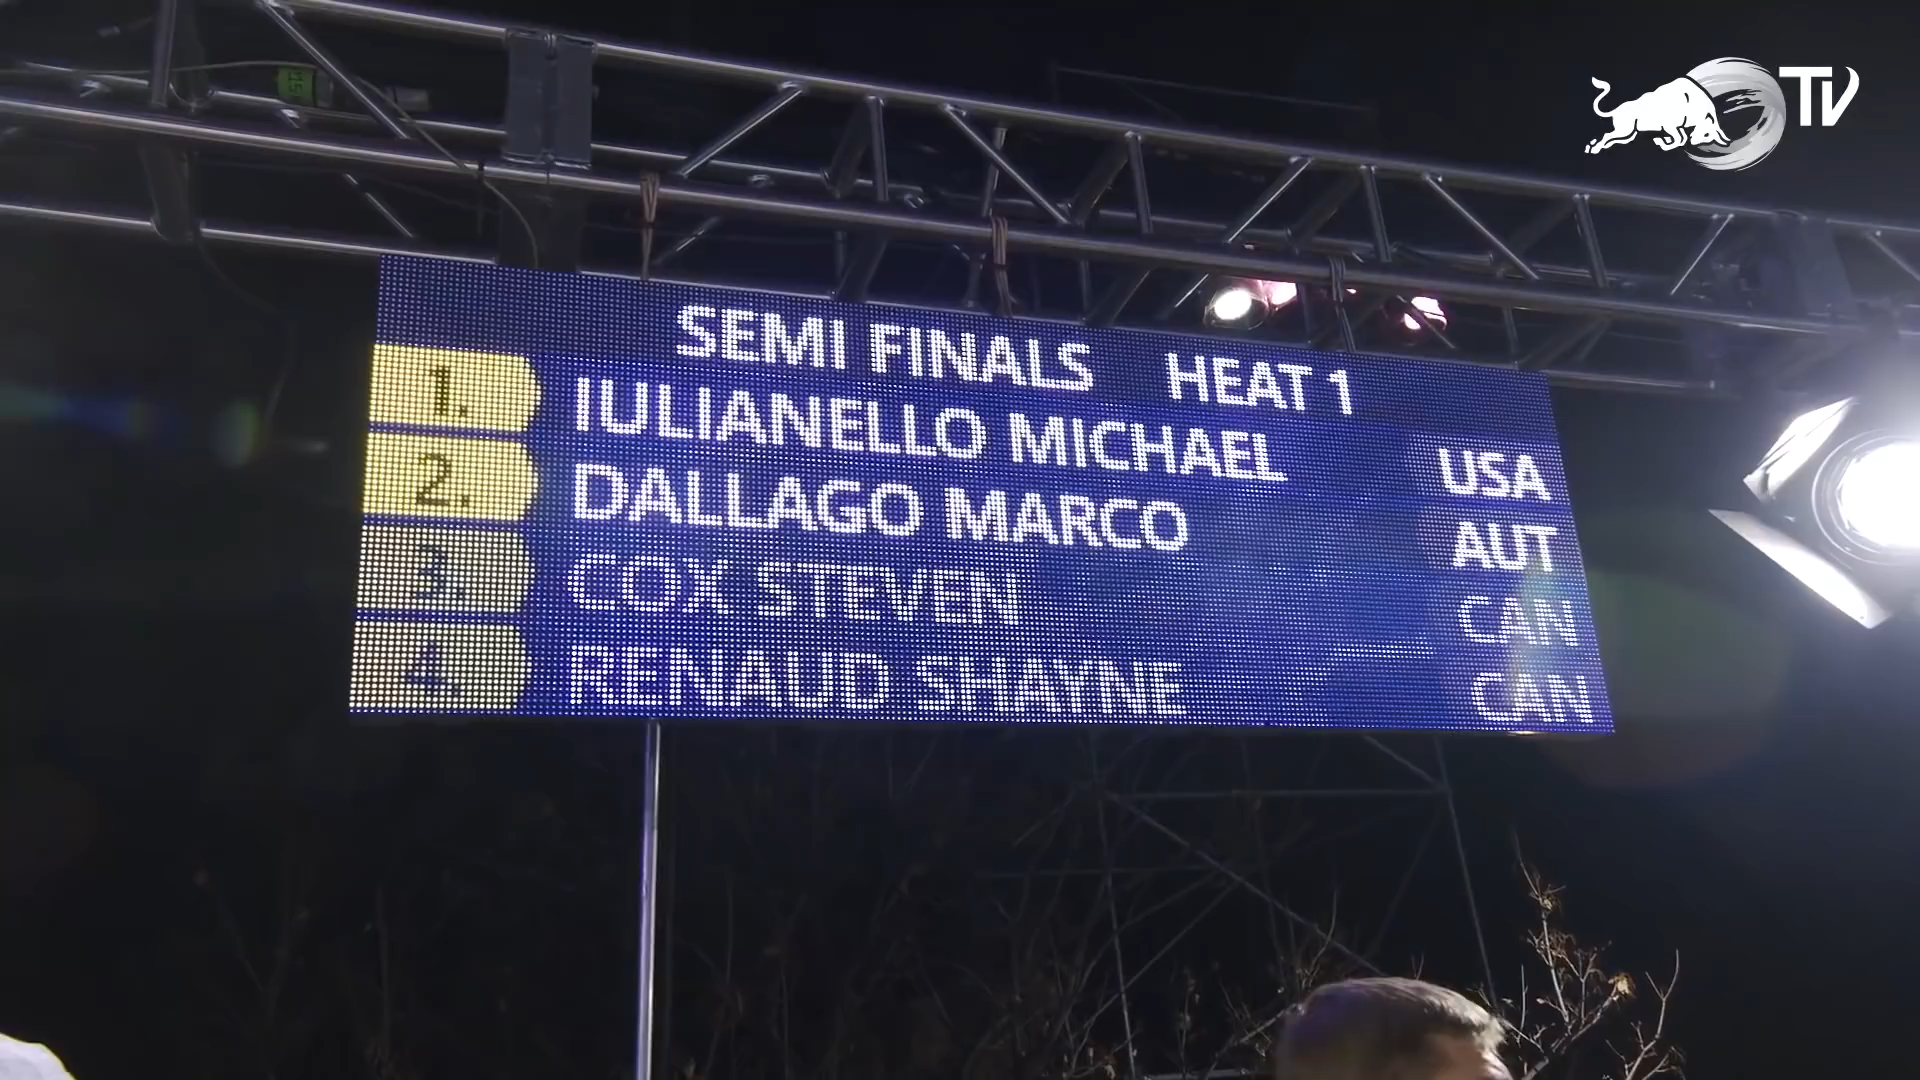 TV
SEMI FINALS HEAT 1
1. IULIANELLO MICHAEL USA
2. DALLAGO MARCO AUT
3. COX STEVEN CAN
4. RENAUD SHAYNE CAN
15